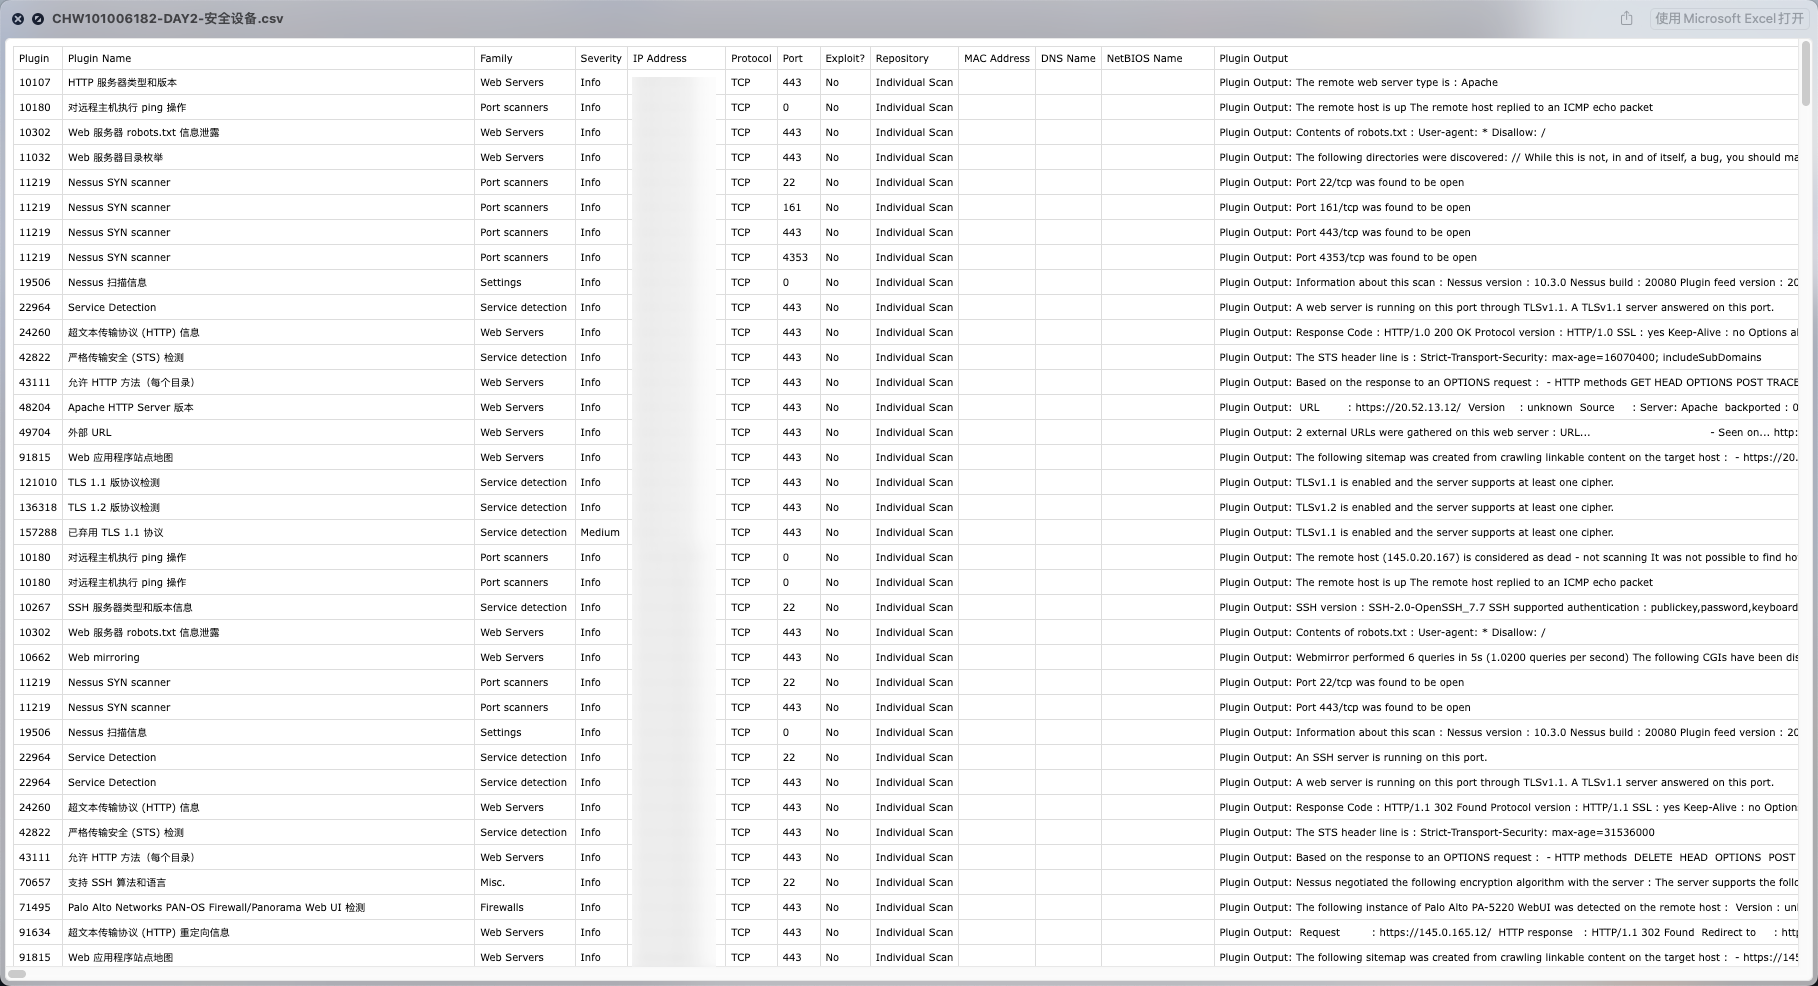 CHW101006182-DAY2-安全设备.csv 使用 Microsoft Excel 打开
Plugin Plugin Name Family Severity IP Address Protocol Port Exploit? Repository MAC Address DNS Name NetBIOS Name Plugin Output
10107 HTTP 服务器类型和版本 Web Servers Info TCP 443 No Individual Scan Plugin Output: The remote web server type is : Apache
10180 对远程主机执行 ping 操作 Port scanners Info TCP 0 No Individual Scan Plugin Output: The remote host is up The remote host replied to an ICMP echo packet
10302 Web 服务器 robots.txt 信息泄露 Web Servers Info TCP 443 No Individual Scan Plugin Output: Contents of robots.txt : User-agent: * Disallow: /
11032 Web 服务器目录枚举 Web Servers Info TCP 443 No Individual Scan Plugin Output: The following directories were discovered: // While this is not, in and of itself, a bug, you should ma
11219 Nessus SYN scanner Port scanners Info TCP 22 No Individual Scan Plugin Output: Port 22/tcp was found to be open
11219 Nessus SYN scanner Port scanners Info TCP 161 No Individual Scan Plugin Output: Port 161/tcp was found to be open
11219 Nessus SYN scanner Port scanners Info TCP 443 No Individual Scan Plugin Output: Port 443/tcp was found to be open
11219 Nessus SYN scanner Port scanners Info TCP 4353 No Individual Scan Plugin Output: Port 4353/tcp was found to be open
19506 Nessus 扫描信息 Settings Info TCP 0 No Individual Scan Plugin Output: Information about this scan : Nessus version : 10.3.0 Nessus build : 20080 Plugin feed version : 20
22964 Service Detection Service detection Info TCP 443 No Individual Scan Plugin Output: A web server is running on this port through TLSv1.1. A TLSv1.1 server answered on this port.
24260 超文本传输协议 (HTTP) 信息 Web Servers Info TCP 443 No Individual Scan Plugin Output: Response Code : HTTP/1.0 200 OK Protocol version : HTTP/1.0 SSL : yes Keep-Alive : no Options al
42822 严格传输安全 (STS) 检测 Service detection Info TCP 443 No Individual Scan Plugin Output: The STS header line is : Strict-Transport-Security: max-age=16070400; includeSubDomains
43111 允许 HTTP 方法（每个目录） Web Servers Info TCP 443 No Individual Scan Plugin Output: Based on the response to an OPTIONS request : - HTTP methods GET HEAD OPTIONS POST TRACE
48204 Apache HTTP Server 版本 Web Servers Info TCP 443 No Individual Scan Plugin Output: URL : https://20.52.13.12/ Version : unknown Source : Server: Apache backported : 0
49704 外部 URL Web Servers Info TCP 443 No Individual Scan Plugin Output: 2 external URLs were gathered on this web server : URL... - Seen on... http:
91815 Web 应用程序站点地图 Web Servers Info TCP 443 No Individual Scan Plugin Output: The following sitemap was created from crawling linkable content on the target host : - https://20.
121010 TLS 1.1 版协议检测 Service detection Info TCP 443 No Individual Scan Plugin Output: TLSv1.1 is enabled and the server supports at least one cipher.
136318 TLS 1.2 版协议检测 Service detection Info TCP 443 No Individual Scan Plugin Output: TLSv1.2 is enabled and the server supports at least one cipher.
157288 已弃用 TLS 1.1 协议 Service detection Medium TCP 443 No Individual Scan Plugin Output: TLSv1.1 is enabled and the server supports at least one cipher.
10180 对远程主机执行 ping 操作 Port scanners Info TCP 0 No Individual Scan Plugin Output: The remote host (145.0.20.167) is considered as dead - not scanning It was not possible to find ho
10180 对远程主机执行 ping 操作 Port scanners Info TCP 0 No Individual Scan Plugin Output: The remote host is up The remote host replied to an ICMP echo packet
10267 SSH 服务器类型和版本信息 Service detection Info TCP 22 No Individual Scan Plugin Output: SSH version : SSH-2.0-OpenSSH_7.7 SSH supported authentication : publickey,password,keyboard
10302 Web 服务器 robots.txt 信息泄露 Web Servers Info TCP 443 No Individual Scan Plugin Output: Contents of robots.txt : User-agent: * Disallow: /
10662 Web mirroring Web Servers Info TCP 443 No Individual Scan Plugin Output: Webmirror performed 6 queries in 5s (1.0200 queries per second) The following CGIs have been dis
11219 Nessus SYN scanner Port scanners Info TCP 22 No Individual Scan Plugin Output: Port 22/tcp was found to be open
11219 Nessus SYN scanner Port scanners Info TCP 443 No Individual Scan Plugin Output: Port 443/tcp was found to be open
19506 Nessus 扫描信息 Settings Info TCP 0 No Individual Scan Plugin Output: Information about this scan : Nessus version : 10.3.0 Nessus build : 20080 Plugin feed version : 20
22964 Service Detection Service detection Info TCP 22 No Individual Scan Plugin Output: An SSH server is running on this port.
22964 Service Detection Service detection Info TCP 443 No Individual Scan Plugin Output: A web server is running on this port through TLSv1.1. A TLSv1.1 server answered on this port.
24260 超文本传输协议 (HTTP) 信息 Web Servers Info TCP 443 No Individual Scan Plugin Output: Response Code : HTTP/1.1 302 Found Protocol version : HTTP/1.1 SSL : yes Keep-Alive : no Option
42822 严格传输安全 (STS) 检测 Service detection Info TCP 443 No Individual Scan Plugin Output: The STS header line is : Strict-Transport-Security: max-age=31536000
43111 允许 HTTP 方法（每个目录） Web Servers Info TCP 443 No Individual Scan Plugin Output: Based on the response to an OPTIONS request : - HTTP methods DELETE HEAD OPTIONS POST
70657 支持 SSH 算法和语言 Misc. Info TCP 22 No Individual Scan Plugin Output: Nessus negotiated the following encryption algorithm with the server : The server supports the follo
71495 Palo Alto Networks PAN-OS Firewall/Panorama Web UI 检测 Firewalls Info TCP 443 No Individual Scan Plugin Output: The following instance of Palo Alto PA-5220 WebUI was detected on the remote host : Version : unl
91634 超文本传输协议 (HTTP) 重定向信息 Web Servers Info TCP 443 No Individual Scan Plugin Output: Request : https://145.0.165.12/ HTTP response : HTTP/1.1 302 Found Redirect to : http
91815 Web 应用程序站点地图 Web Servers Info TCP 443 No Individual Scan Plugin Output: The following sitemap was created from crawling linkable content on the target host : - https://145